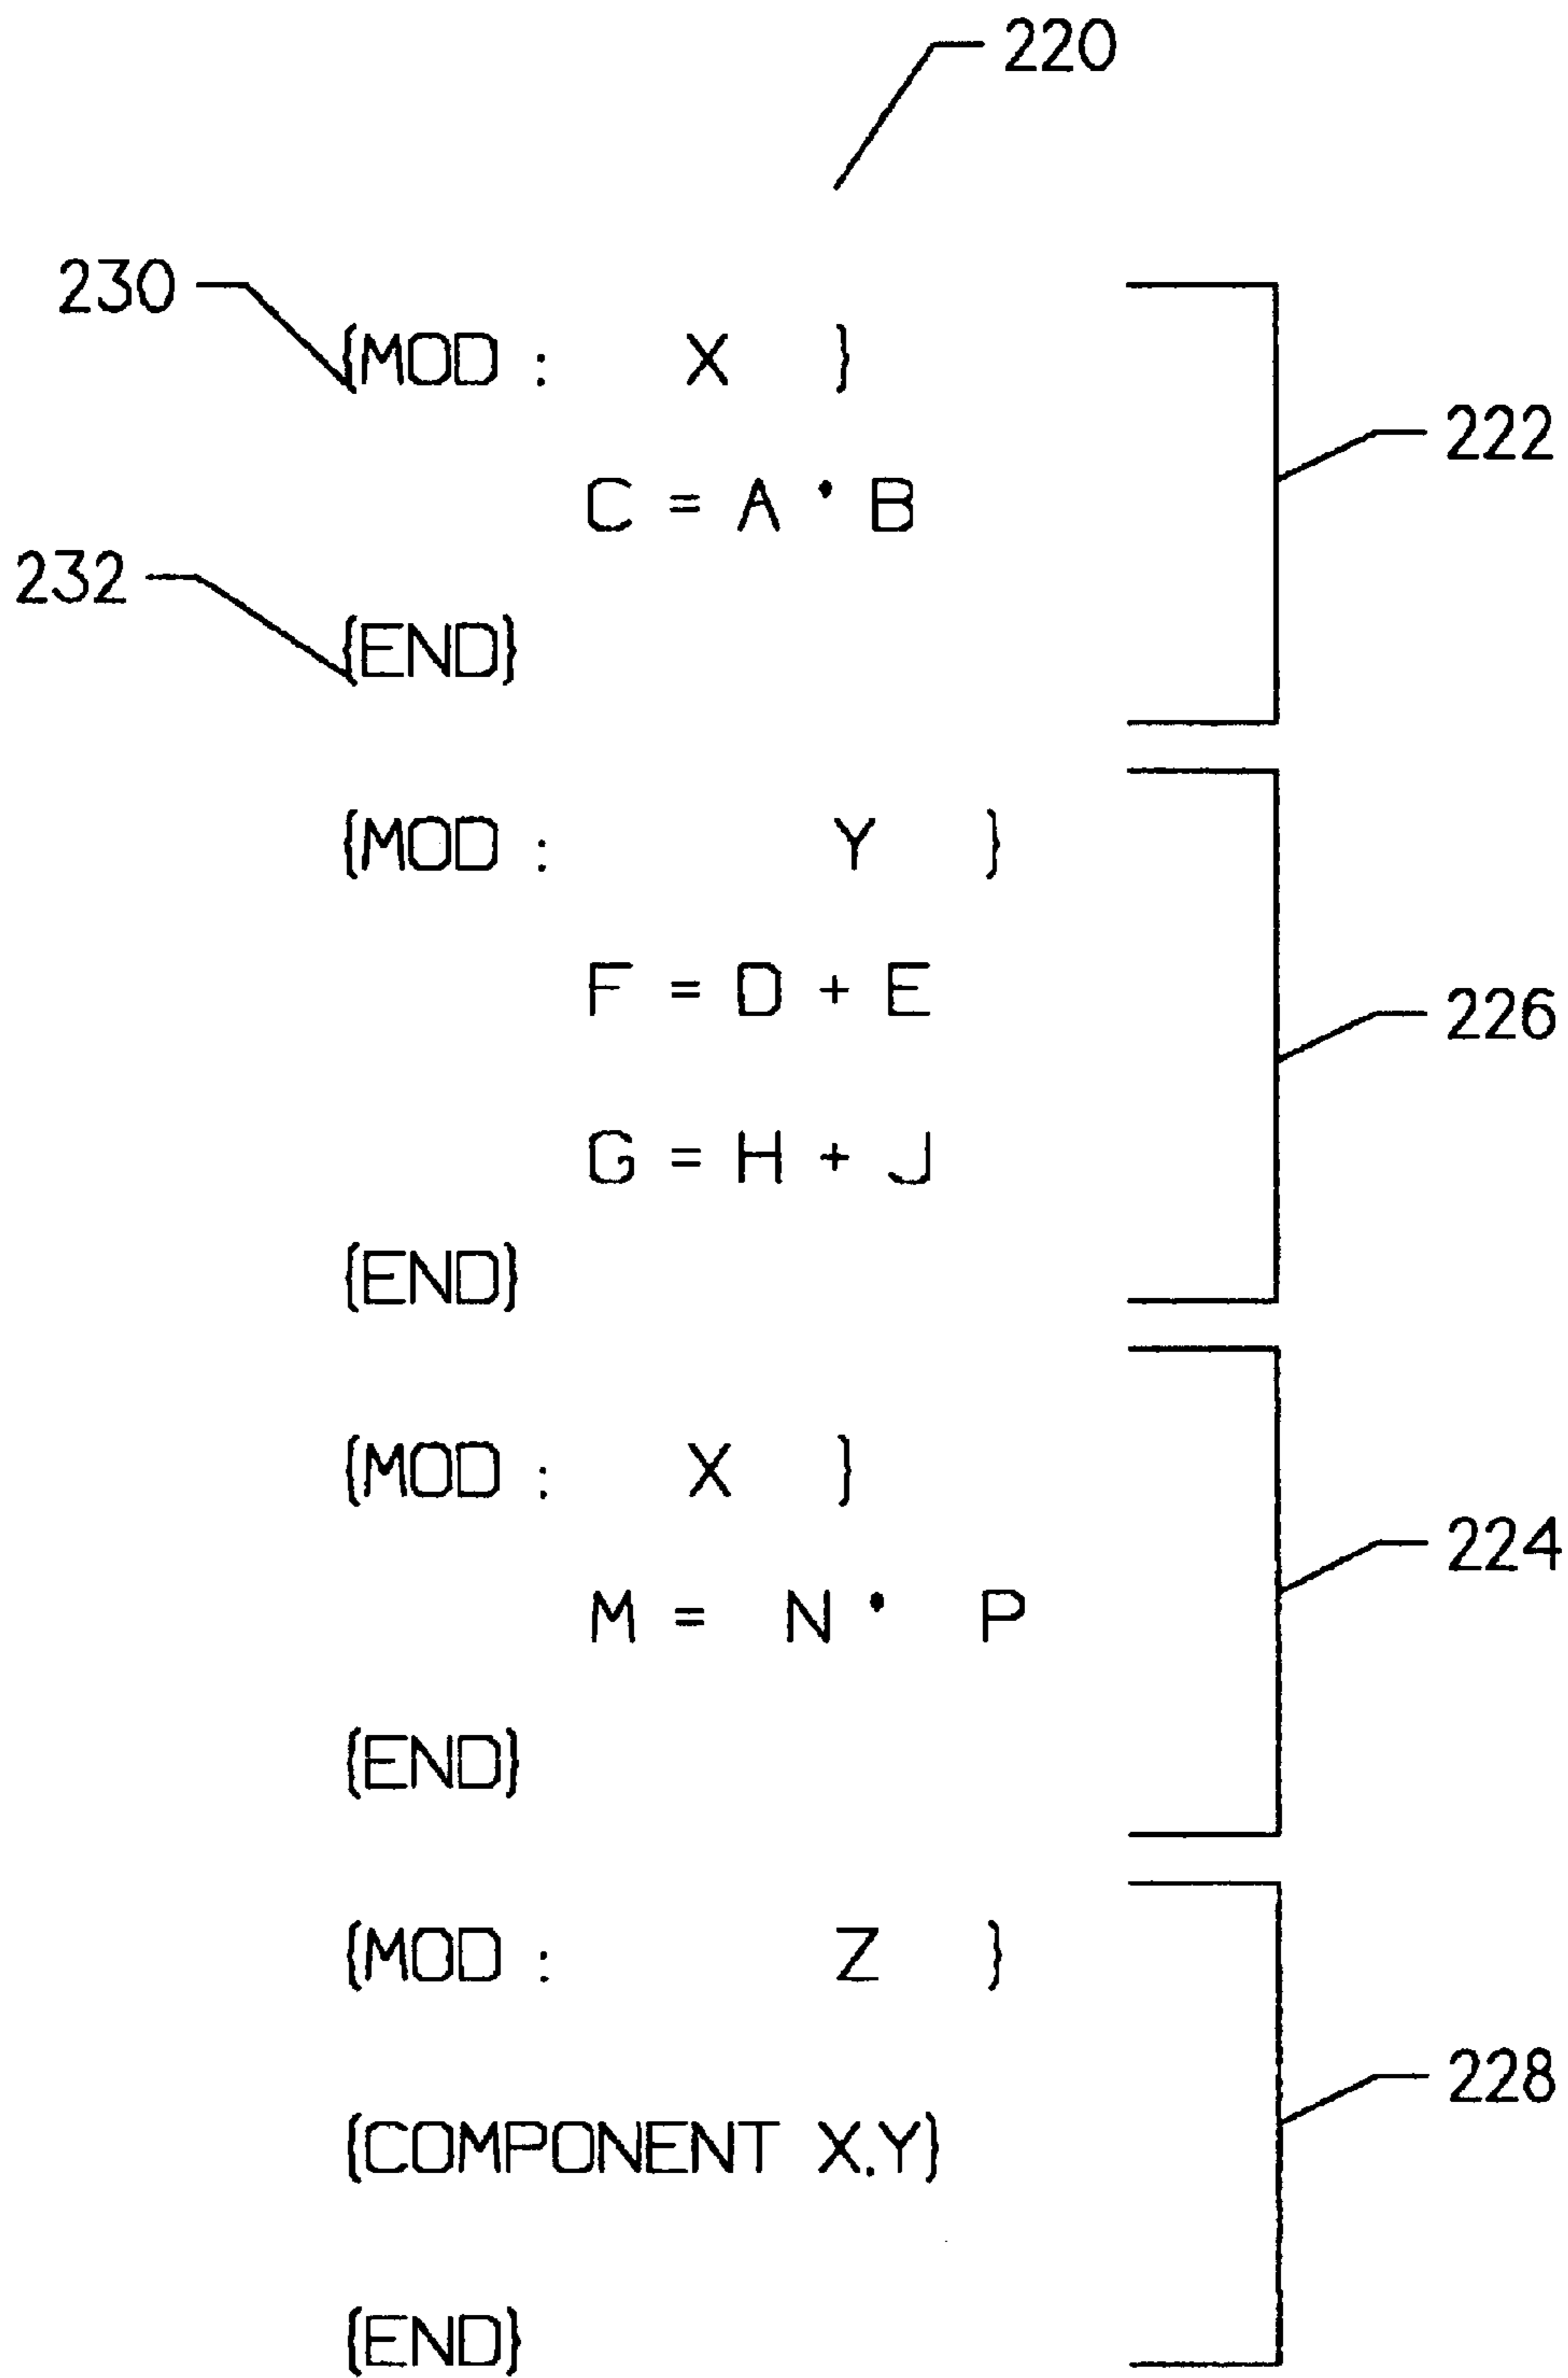 220
230
{MOD : X }
222
C = A • B
232
{END}
{MOD : Y }
F = D + E
226
G = H + J
{END}
{MOD : X }
224
M = N • P
{END}
{MOD : Z }
228
{COMPONENT X.Y}
{END}